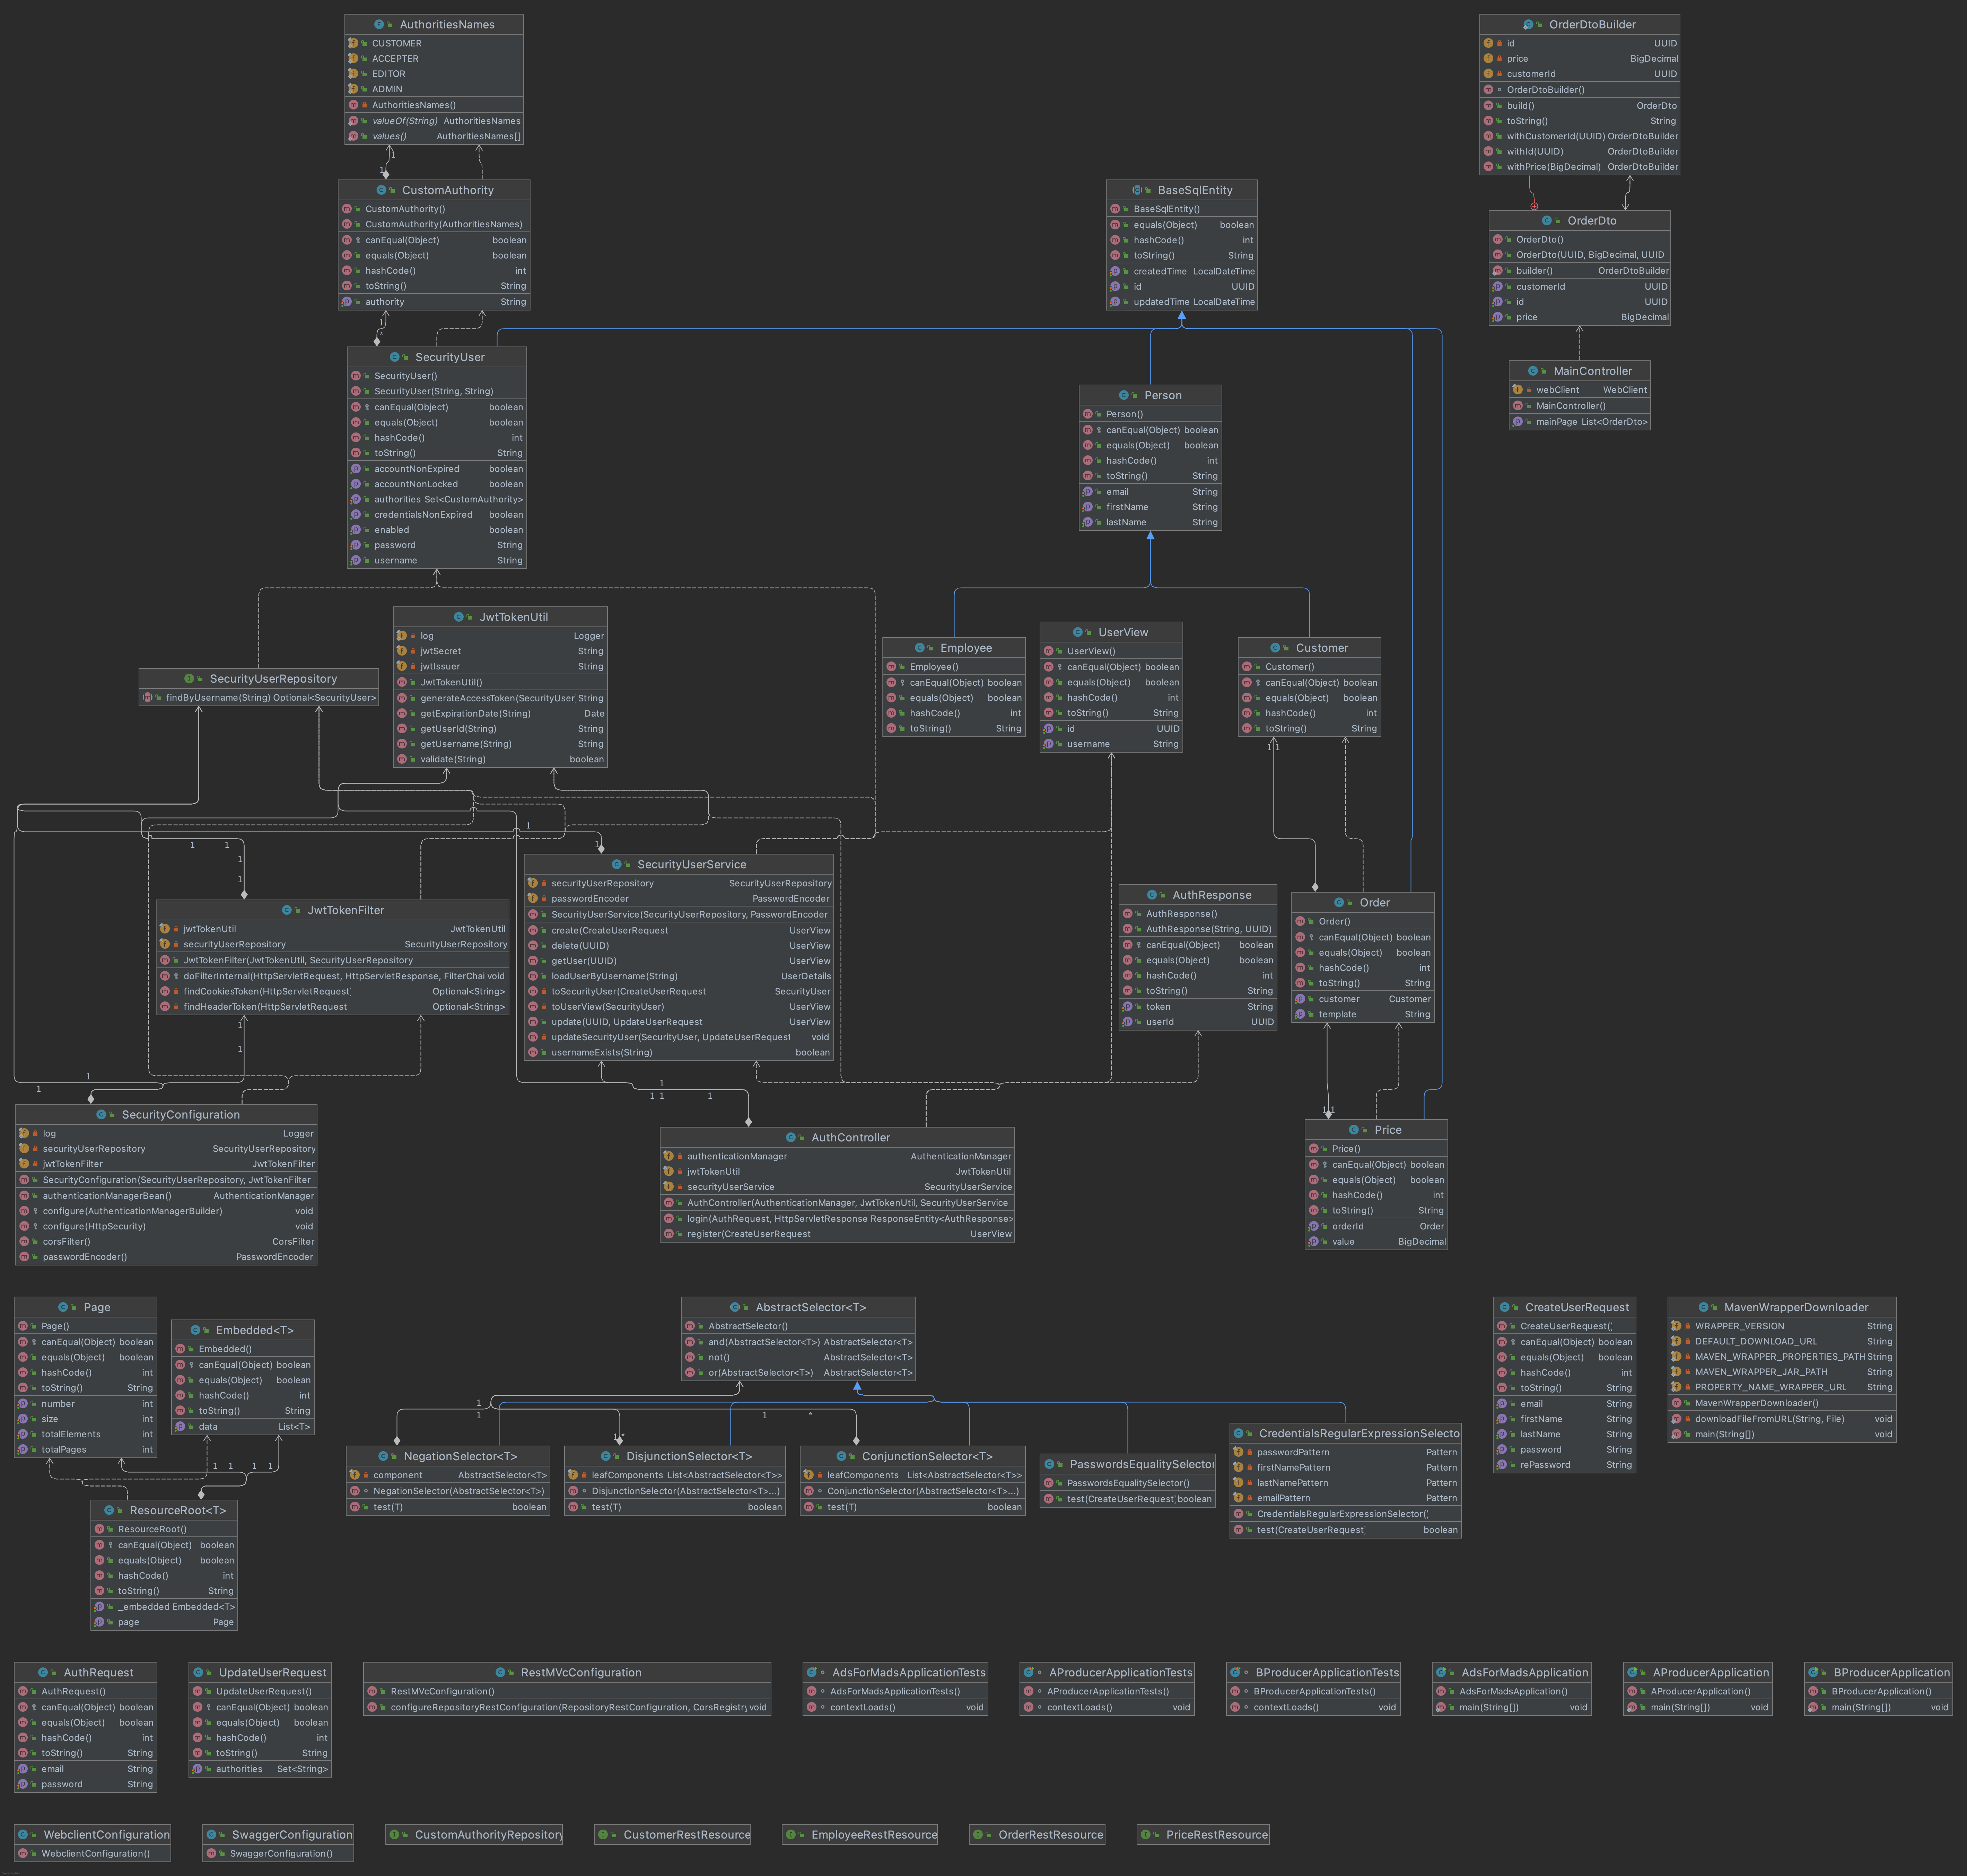 AuthoritiesNames
CUSTOMER
ACCEPTER
EDITOR
ADMIN
AuthoritiesNames()
valueOf(String) AuthoritiesNames
values() AuthoritiesNames[]
1
1
CustomAuthority
CustomAuthority()
CustomAuthority(AuthoritiesNames)
canEqual(Object) boolean
equals(Object) boolean
hashCode() int
toString() String
authority String
1
*
SecurityUser
SecurityUser()
SecurityUser(String, String)
canEqual(Object) boolean
equals(Object) boolean
hashCode() int
toString() String
accountNonExpired boolean
accountNonLocked boolean
authorities Set<CustomAuthority>
credentialsNonExpired boolean
enabled boolean
password String
username String
BaseSqlEntity
BaseSqlEntity()
equals(Object) boolean
hashCode() int
toString() String
createdTime LocalDateTime
id UUID
updatedTime LocalDateTime
OrderDtoBuilder
id UUID
price BigDecimal
customerId UUID
OrderDtoBuilder()
build() OrderDto
toString() String
withCustomerId(UUID) OrderDtoBuilder
withId(UUID) OrderDtoBuilder
withPrice(BigDecimal) OrderDtoBuilder
OrderDto
OrderDto()
OrderDto(UUID, BigDecimal, UUID
builder() OrderDtoBuilder
customerId UUID
id UUID
price BigDecimal
MainController
webClient WebClient
MainController()
mainPage List<OrderDto>
Person
Person()
canEqual(Object) boolean
equals(Object) boolean
hashCode() int
toString() String
email String
firstName String
lastName String
SecurityUserRepository
findByUsername(String) Optional<SecurityUser>
JwtTokenUtil
log Logger
jwtSecret String
jwtIssuer String
JwtTokenUtil()
generateAccessToken(SecurityUser String
getExpirationDate(String) Date
getUserId(String) String
getUsername(String) String
validate(String) boolean
Employee
Employee()
canEqual(Object) boolean
equals(Object) boolean
hashCode() int
toString() String
UserView
UserView()
canEqual(Object) boolean
equals(Object) boolean
hashCode() int
toString() String
id UUID
username String
Customer
Customer()
canEqual(Object) boolean
equals(Object) boolean
hashCode() int
toString() String
1 1
1
1 1
1
1
1
JwtTokenFilter
jwtTokenUtil JwtTokenUtil
securityUserRepository SecurityUserRepository
JwtTokenFilter(JwtTokenUtil, SecurityUserRepository
doFilterInternal(HttpServletRequest, HttpServletResponse, FilterChai void
findCookiesToken(HttpServletRequest Optional<String>
findHeaderToken(HttpServletRequest Optional<String>
SecurityUserService
securityUserRepository SecurityUserRepository
passwordEncoder PasswordEncoder
SecurityUserService(SecurityUserRepository, PasswordEncoder
create(CreateUserRequest UserView
delete(UUID) UserView
getUser(UUID) UserView
loadUserByUsername(String) UserDetails
toSecurityUser(CreateUserRequest SecurityUser
toUserView(SecurityUser) UserView
update(UUID, UpdateUserRequest UserView
updateSecurityUser(SecurityUser, UpdateUserRequest void
usernameExists(String) boolean
AuthResponse
AuthResponse()
AuthResponse(String, UUID)
canEqual(Object) boolean
equals(Object) boolean
hashCode() int
toString() String
token String
userId UUID
Order
Order()
canEqual(Object) boolean
equals(Object) boolean
hashCode() int
toString() String
customer Customer
template String
1
1
1
1
1
1 1 1
1 1
SecurityConfiguration
log Logger
securityUserRepository SecurityUserRepository
jwtTokenFilter JwtTokenFilter
SecurityConfiguration(SecurityUserRepository, JwtTokenFilter
authenticationManagerBean() AuthenticationManager
configure(AuthenticationManagerBuilder) void
configure(HttpSecurity) void
corsFilter() CorsFilter
passwordEncoder() PasswordEncoder
AuthController
authenticationManager AuthenticationManager
jwtTokenUtil JwtTokenUtil
securityUserService SecurityUserService
AuthController(AuthenticationManager, JwtTokenUtil, SecurityUserService
login(AuthRequest, HttpServletResponse ResponseEntity<AuthResponse>
register(CreateUserRequest UserView
Price
Price()
canEqual(Object) boolean
equals(Object) boolean
hashCode() int
toString() String
orderId Order
value BigDecimal
Page
Page()
canEqual(Object) boolean
equals(Object) boolean
hashCode() int
toString() String
number int
size int
totalElements int
totalPages int
Embedded<T>
Embedded()
canEqual(Object) boolean
equals(Object) boolean
hashCode() int
toString() String
data List<T>
1 1 1 1
ResourceRoot<T>
ResourceRoot()
canEqual(Object) boolean
equals(Object) boolean
hashCode() int
toString() String
_embedded Embedded<T>
page Page
AbstractSelector<T>
AbstractSelector()
and(AbstractSelector<T>) AbstractSelector<T>
not() AbstractSelector<T>
or(AbstractSelector<T>) AbstractSelector<T>
1
1 1 *
1 *
NegationSelector<T>
component AbstractSelector<T>
NegationSelector(AbstractSelector<T>)
test(T) boolean
DisjunctionSelector<T>
leafComponents List<AbstractSelector<T>>
DisjunctionSelector(AbstractSelector<T>...)
test(T) boolean
ConjunctionSelector<T>
leafComponents List<AbstractSelector<T>>
ConjunctionSelector(AbstractSelector<T>...)
test(T) boolean
PasswordsEqualitySelector
PasswordsEqualitySelector()
test(CreateUserRequest) boolean
CredentialsRegularExpressionSelecto
passwordPattern Pattern
firstNamePattern Pattern
lastNamePattern Pattern
emailPattern Pattern
CredentialsRegularExpressionSelector()
test(CreateUserRequest) boolean
CreateUserRequest
CreateUserRequest()
canEqual(Object) boolean
equals(Object) boolean
hashCode() int
toString() String
email String
firstName String
lastName String
password String
rePassword String
MavenWrapperDownloader
WRAPPER_VERSION String
DEFAULT_DOWNLOAD_URL String
MAVEN_WRAPPER_PROPERTIES_PATH String
MAVEN_WRAPPER_JAR_PATH String
PROPERTY_NAME_WRAPPER_URL String
MavenWrapperDownloader()
downloadFileFromURL(String, File) void
main(String[]) void
AuthRequest
AuthRequest()
canEqual(Object) boolean
equals(Object) boolean
hashCode() int
toString() String
email String
password String
UpdateUserRequest
UpdateUserRequest()
canEqual(Object) boolean
equals(Object) boolean
hashCode() int
toString() String
authorities Set<String>
RestMVcConfiguration
RestMVcConfiguration()
configureRepositoryRestConfiguration(RepositoryRestConfiguration, CorsRegistry void
AdsForMadsApplicationTests
AdsForMadsApplicationTests()
contextLoads() void
AProducerApplicationTests
AProducerApplicationTests()
contextLoads() void
BProducerApplicationTests
BProducerApplicationTests()
contextLoads() void
AdsForMadsApplication
AdsForMadsApplication()
main(String[]) void
AProducerApplication
AProducerApplication()
main(String[]) void
BProducerApplication
BProducerApplication()
main(String[]) void
WebclientConfiguration
WebclientConfiguration()
SwaggerConfiguration
SwaggerConfiguration()
CustomAuthorityRepository
CustomerRestResource
EmployeeRestResource
OrderRestResource
PriceRestResource